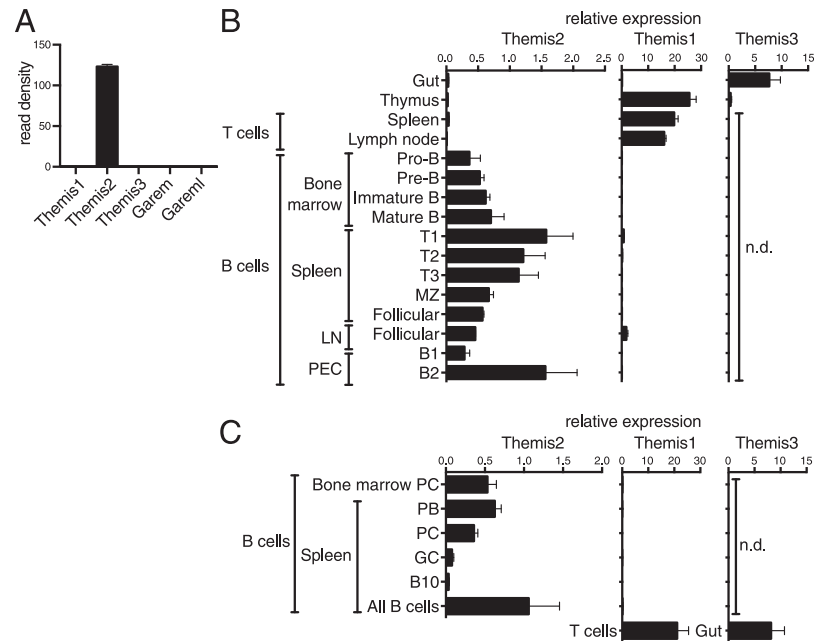 A
150
100
50
0
read density
Themis1
Themis2
Themis3
Garem
Gareml
B
relative expression
Themis2
Themis1
Themis3
0.0 0.5 1.0 1.5 2.0 2.5
0 10 20 30
0 5 10 15
Gut
Thymus
T cells
Spleen
Lymph node
B cells
Bone
marrow
Pro-B
Pre-B
Immature B
Mature B
Spleen
T1
T2
T3
MZ
Follicular
LN
Follicular
PEC
B1
B2
n.d.
C
relative expression
Themis2
Themis1
Themis3
0.0 0.5 1.0 1.5 2.0
0 10 20 30
0 5 10 15
B cells
Bone marrow PC
Spleen
PB
PC
GC
B10
All B cells
n.d.
T cells
Gut